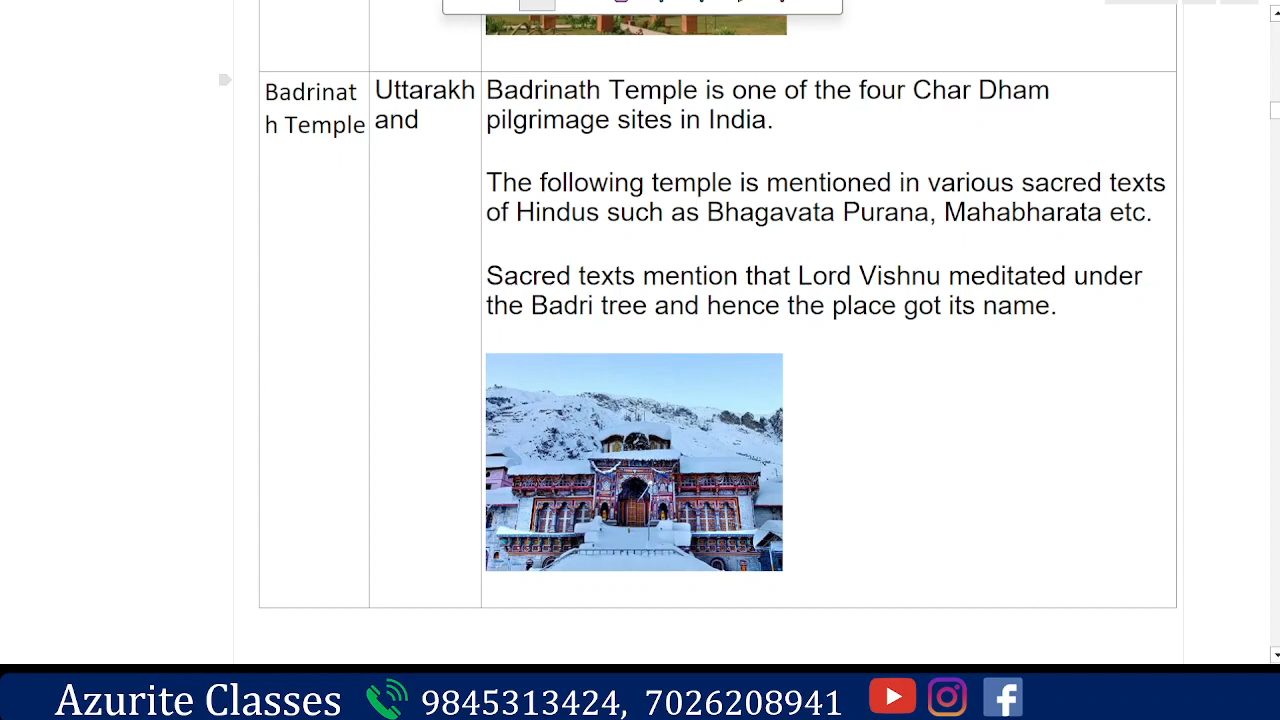 Badrinat
h Temple
Uttarakh
and
Badrinath Temple is one of the four Char Dham
pilgrimage sites in India.
The following temple is mentioned in various sacred texts
of Hindus such as Bhagavata Purana, Mahabharata etc.
Sacred texts mention that Lord Vishnu meditated under
the Badri tree and hence the place got its name.
Azurite Classes 9845313424, 7026208941